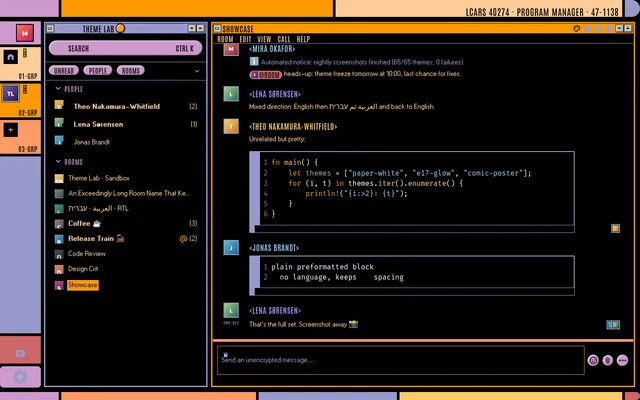 LCARS 40274 · PROGRAM MANAGER · 47-1138
M
01-GRP
TL
02-GRP
03-GRP
THEME LAB
SEARCH CTRL K
UNREAD PEOPLE ROOMS
PEOPLE
Theo Nakamura-Whitfield (2)
Lena Sørensen (1)
Jonas Brandt
ROOMS
Theme Lab · Sandbox
An Exceedingly Long Room Name That Ke...
العربية · עברית · RTL
Coffee ☕ (3)
Release Train 🚂 @ (2)
Code Review
Design Crit
Showcase
SHOWCASE
ROOM EDIT VIEW CALL HELP
M <MIRA OKAFOR>
ℹ️ Automated notice: nightly screenshots finished (65/65 themes, 0 failures).
@ROOM heads-up: theme freeze tomorrow at 10:00, last chance for fixes.
L <LENA SØRENSEN>
Mixed direction: English then العربية ثم עברית and back to English.
T <THEO NAKAMURA-WHITFIELD>
Unrelated but pretty:
1 fn main() {
2     let themes = ["paper-white", "e17-glow", "comic-poster"];
3     for (i, t) in themes.iter().enumerate() {
4         println!("{i:>2}: {t}");
5     }
6 }
J <JONAS BRANDT>
1 plain preformatted block
2   no language, keeps    spacing
L <LENA SØRENSEN>
That's the full set. Screenshot away 📸
Send an unencrypted message...